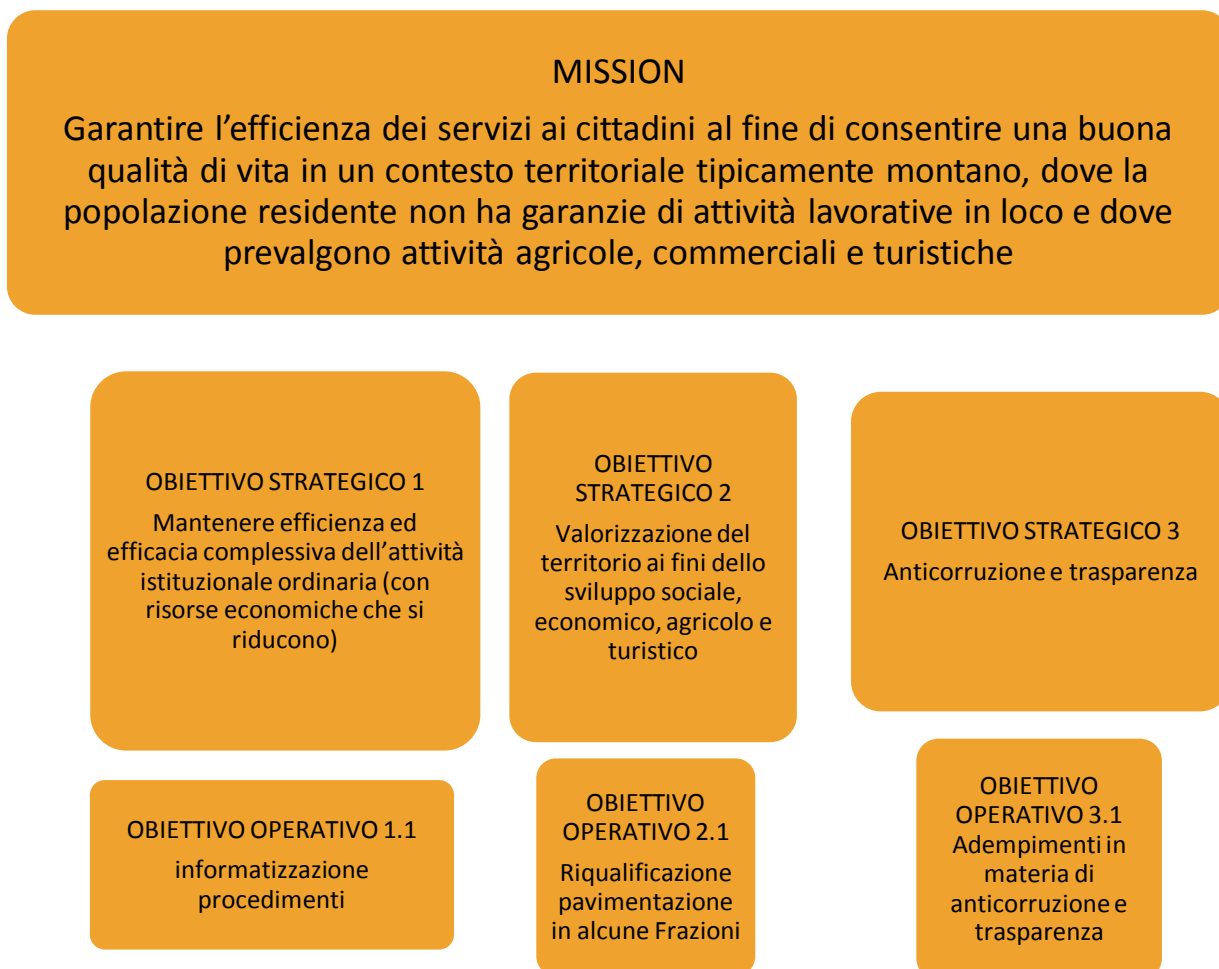 MISSION
Garantire l’efficienza dei servizi ai cittadini al fine di consentire una buona
qualità di vita in un contesto territoriale tipicamente montano, dove la
popolazione residente non ha garanzie di attività lavorative in loco e dove
prevalgono attività agricole, commerciali e turistiche
OBIETTIVO STRATEGICO 1
Mantenere efficienza ed
efficacia complessiva dell’attività
istituzionale ordinaria (con
risorse economiche che si
riducono)
OBIETTIVO
STRATEGICO 2
Valorizzazione del
territorio ai fini dello
sviluppo sociale,
economico, agricolo e
turistico
OBIETTIVO STRATEGICO 3
Anticorruzione e trasparenza
OBIETTIVO OPERATIVO 1.1
informatizzazione
procedimenti
OBIETTIVO
OPERATIVO 2.1
Riqualificazione
pavimentazione
in alcune Frazioni
OBIETTIVO
OPERATIVO 3.1
Adempimenti in
materia di
anticorruzione e
trasparenza